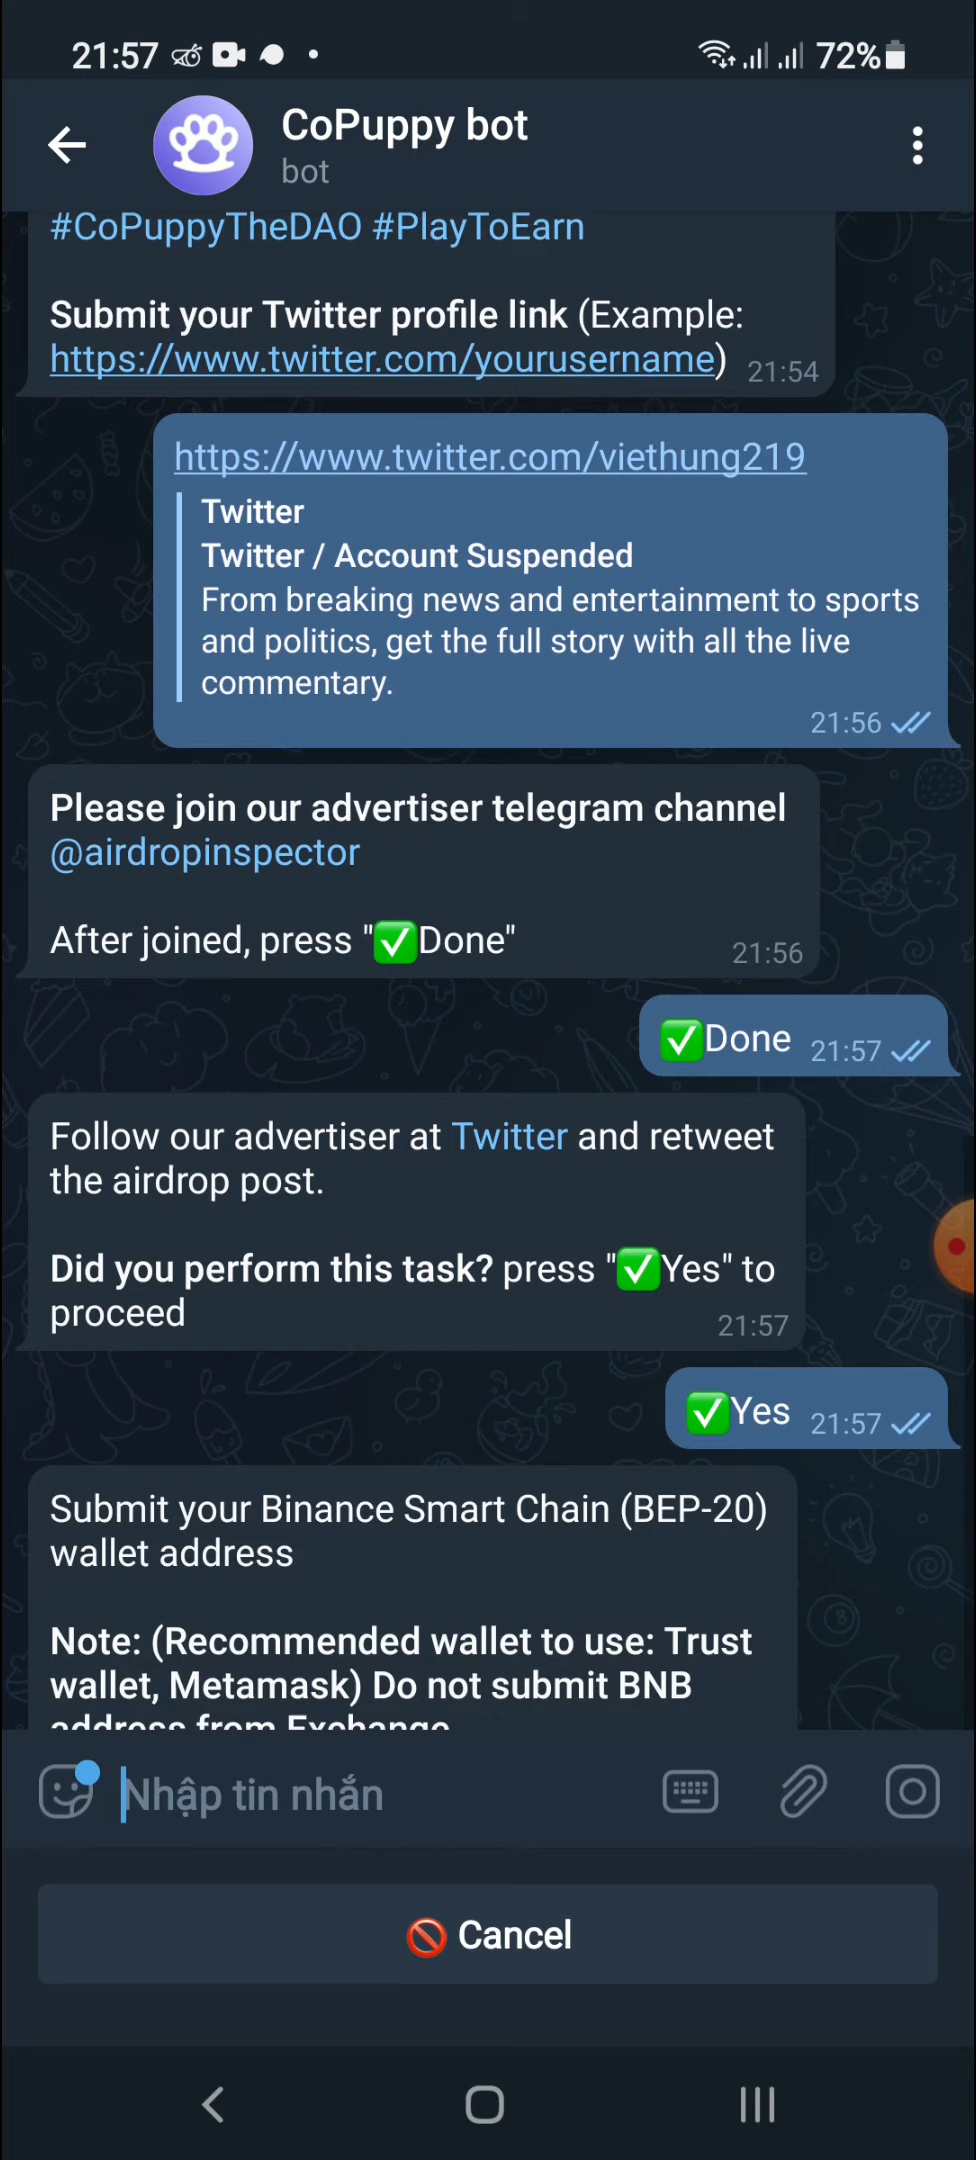 21:57
72%
CoPuppy bot
bot
#CoPuppyTheDAO #PlayToEarn
Submit your Twitter profile link (Example:
https://www.twitter.com/yourusername) 21:54
https://www.twitter.com/viethung219
Twitter
Twitter / Account Suspended
From breaking news and entertainment to sports
and politics, get the full story with all the live
commentary.
21:56
Please join our advertiser telegram channel
@airdropinspector
After joined, press "✅Done" 21:56
✅Done 21:57
Follow our advertiser at Twitter and retweet
the airdrop post.
Did you perform this task? press "✅Yes" to
proceed 21:57
✅Yes 21:57
Submit your Binance Smart Chain (BEP-20)
wallet address
Note: (Recommended wallet to use: Trust
wallet, Metamask) Do not submit BNB
address from Exchange
Nhập tin nhắn
🚫 Cancel